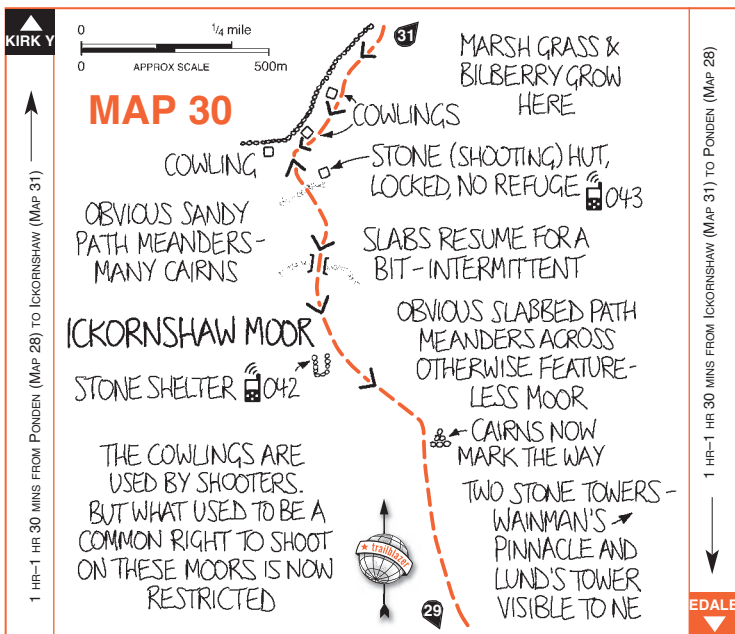 KIRK Y
0 1/4 mile
0 APPROX SCALE 500m
MAP 30
31
MARSH GRASS &
BILBERRY GROW
HERE
COWLINGS
COWLING
STONE (SHOOTING) HUT,
LOCKED, NO REFUGE 043
OBVIOUS SANDY
PATH MEANDERS-
MANY CAIRNS
SLABS RESUME FOR A
BIT-INTERMITTENT
ICKORNSHAW MOOR
STONE SHELTER 042
OBVIOUS SLABBED PATH
MEANDERS ACROSS
OTHERWISE FEATURE-
LESS MOOR
CAIRNS NOW
MARK THE WAY
THE COWLINGS ARE
USED BY SHOOTERS.
BUT WHAT USED TO BE A
COMMON RIGHT TO SHOOT
ON THESE MOORS IS NOW
RESTRICTED
TWO STONE TOWERS-
WAINMAN'S
PINNACLE AND
LUND'S TOWER
VISIBLE TO NE
trailblazer
29
1 HR–1 HR 30 MINS FROM PONDEN (MAP 28) TO ICKORNSHAW (MAP 31)
1 HR–1 HR 30 MINS FROM ICKORNSHAW (MAP 31) TO PONDEN (MAP 28)
EDALE